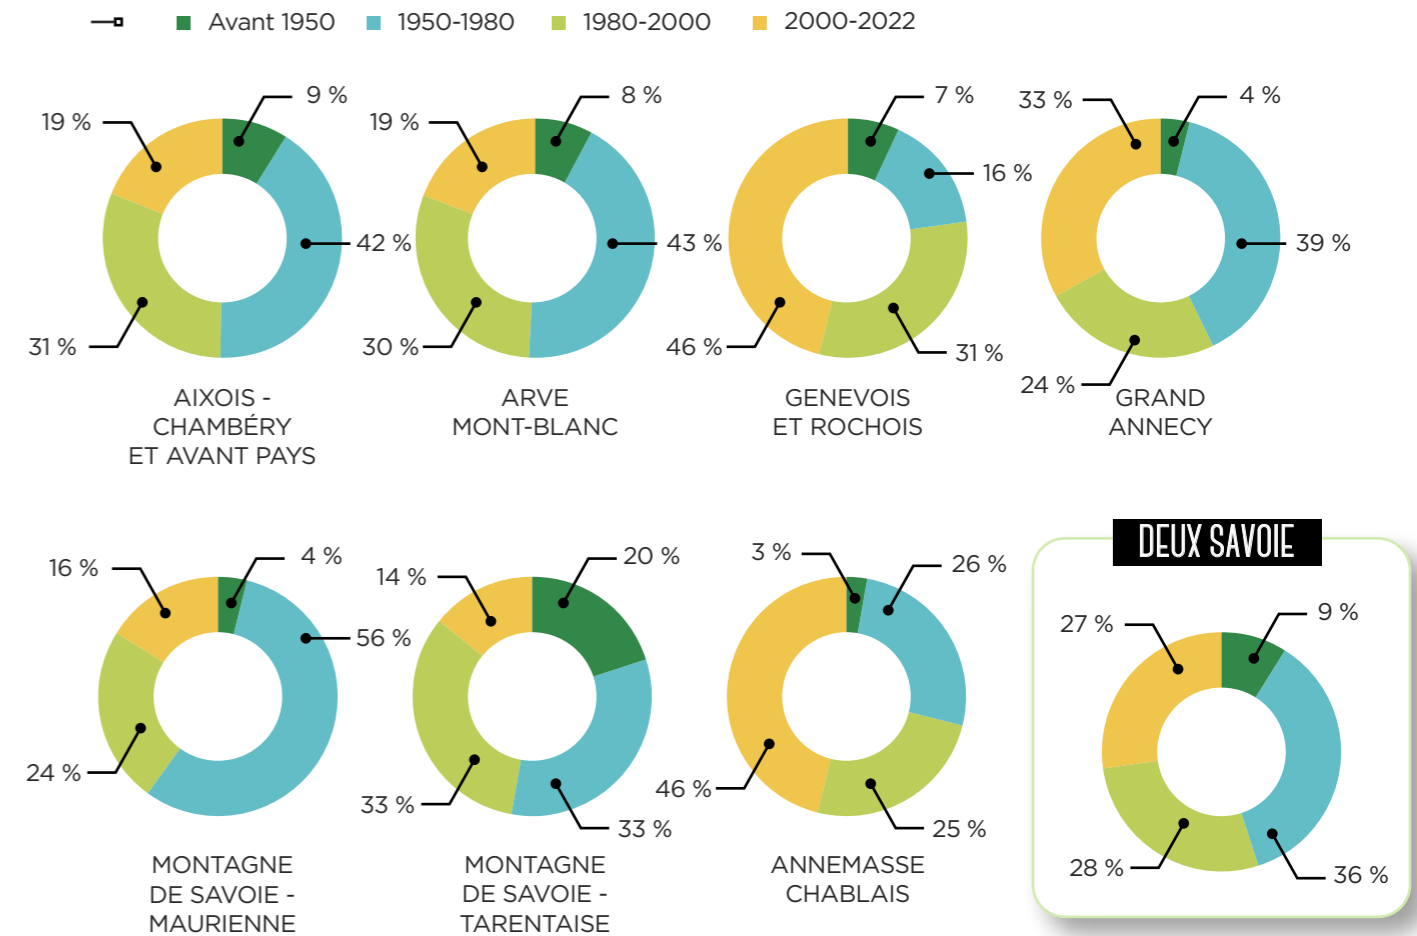 Avant 1950
1950-1980
1980-2000
2000-2022
19 %
9 %
42 %
31 %
AIXOIS -
CHAMBÉRY
ET AVANT PAYS
19 %
8 %
43 %
30 %
ARVE
MONT-BLANC
7 %
16 %
46 %
31 %
GENEVOIS
ET ROCHOIS
33 %
4 %
39 %
24 %
GRAND
ANNECY
16 %
4 %
56 %
24 %
MONTAGNE
DE SAVOIE -
MAURIENNE
14 %
20 %
33 %
33 %
MONTAGNE
DE SAVOIE -
TARENTAISE
3 %
26 %
46 %
25 %
ANNEMASSE
CHABLAIS
DEUX SAVOIE
27 %
9 %
28 %
36 %